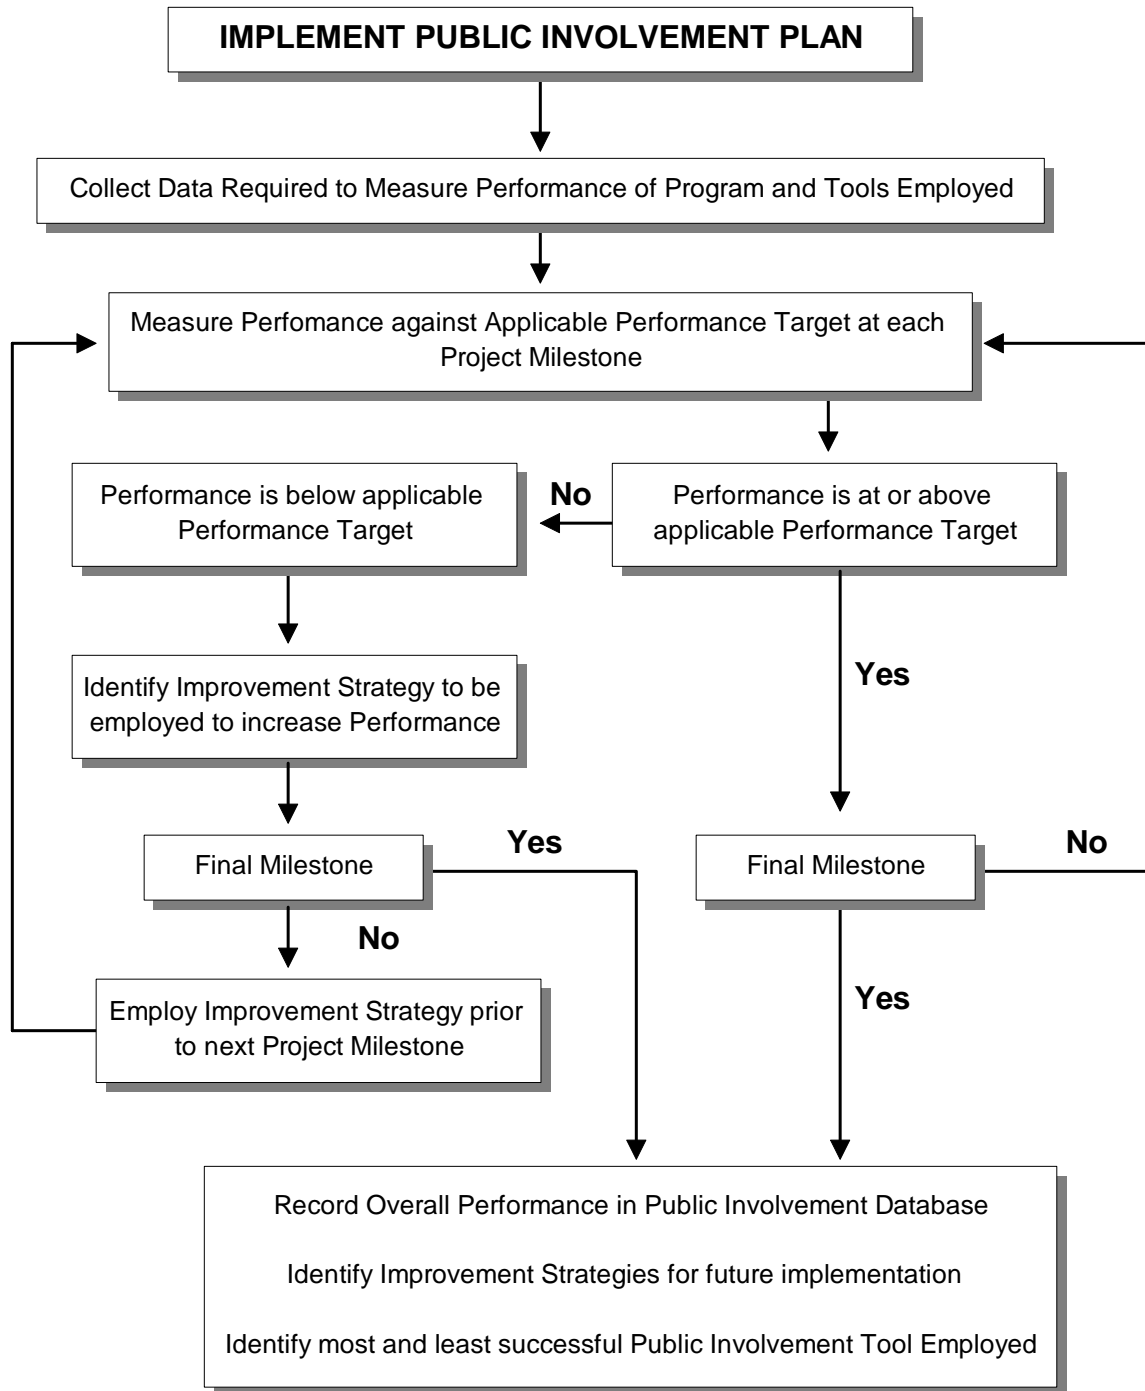 IMPLEMENT PUBLIC INVOLVEMENT PLAN
Collect Data Required to Measure Performance of Program and Tools Employed
Measure Perfomance against Applicable Performance Target at each
Project Milestone
Performance is below applicable
Performance Target
No
Performance is at or above
applicable Performance Target
Identify Improvement Strategy to be
employed to increase Performance
Yes
Final Milestone
Yes
Final Milestone
No
No
Employ Improvement Strategy prior
to next Project Milestone
Yes
Record Overall Performance in Public Involvement Database
Identify Improvement Strategies for future implementation
Identify most and least successful Public Involvement Tool Employed